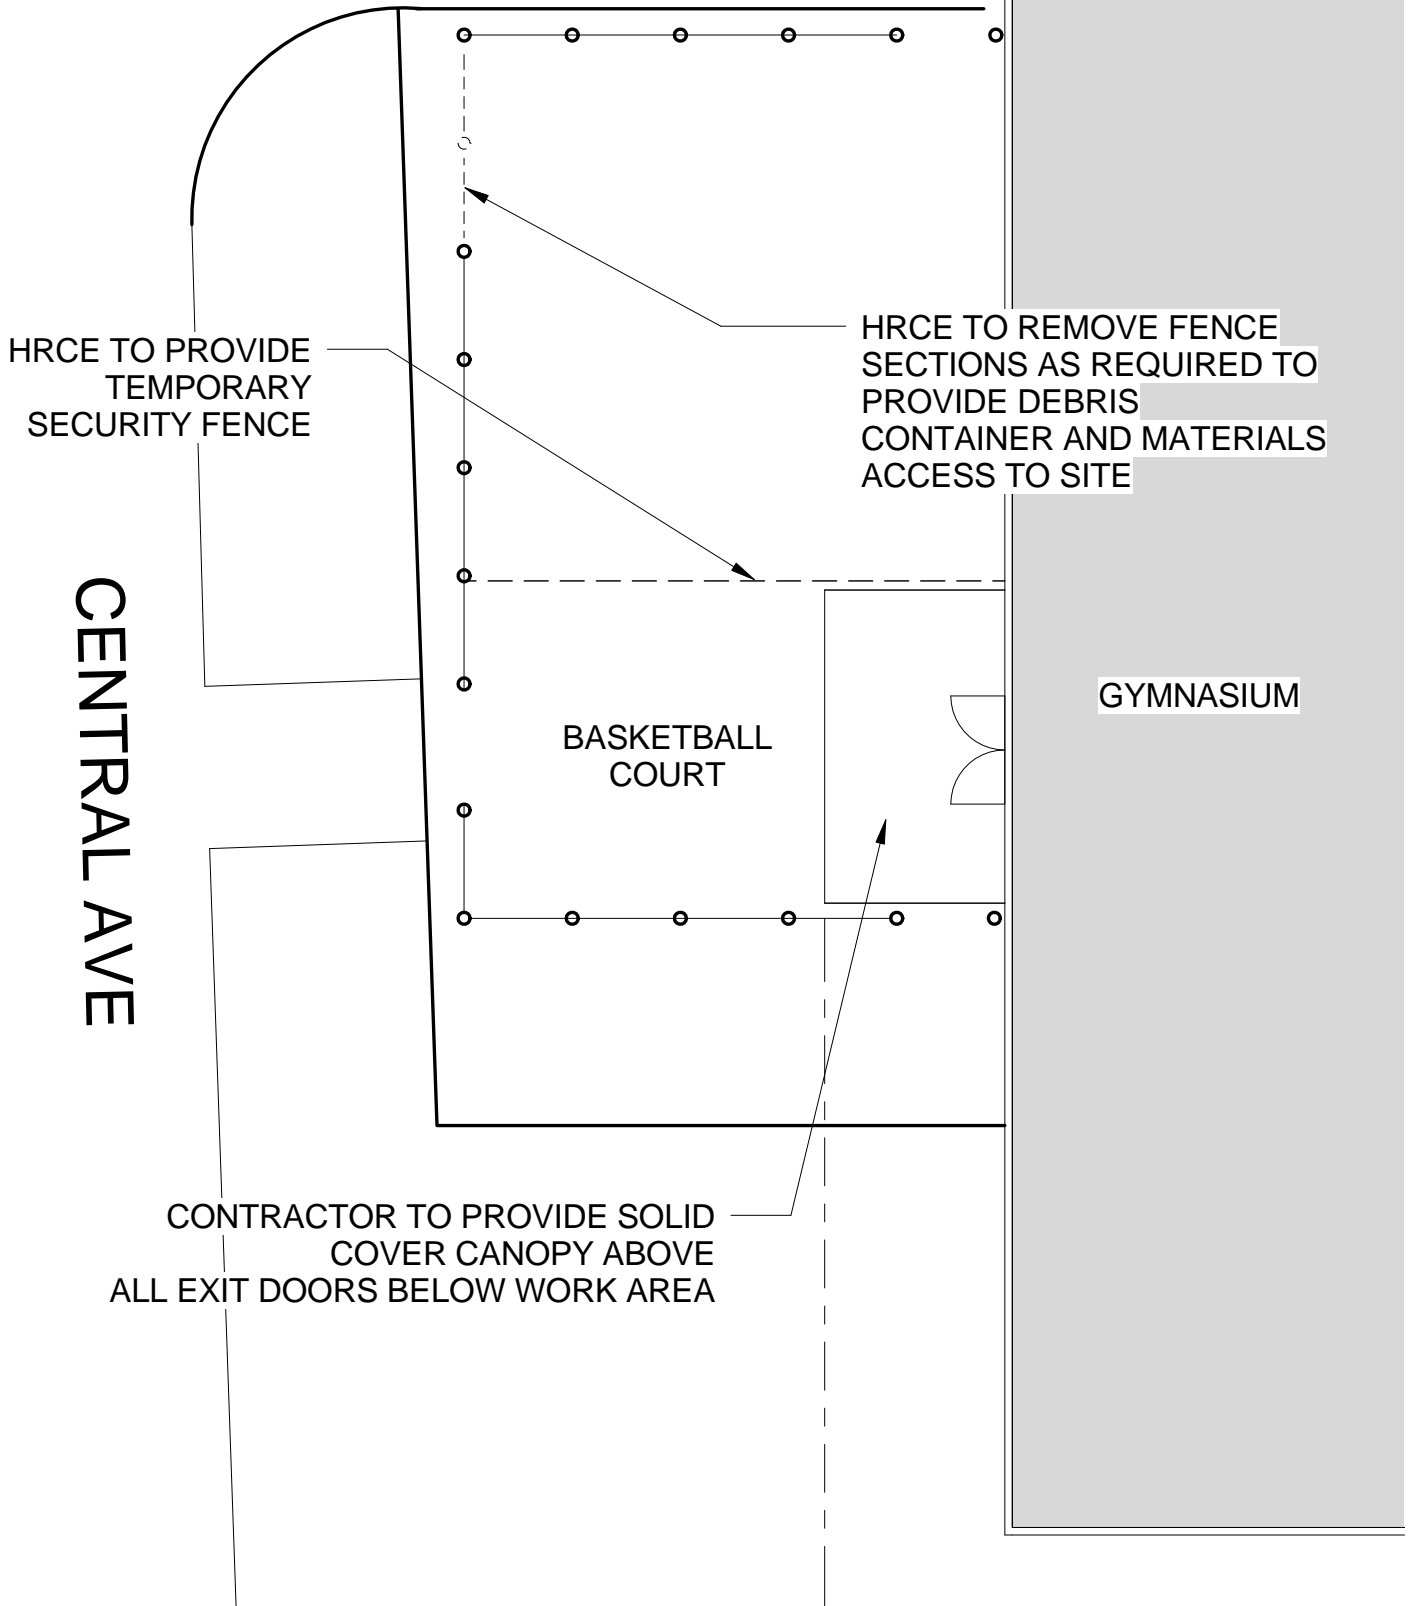 HRCE TO PROVIDE
TEMPORARY
SECURITY FENCE
HRCE TO REMOVE FENCE
SECTIONS AS REQUIRED TO
PROVIDE DEBRIS
CONTAINER AND MATERIALS
ACCESS TO SITE
CENTRAL AVE
BASKETBALL
COURT
GYMNASIUM
CONTRACTOR TO PROVIDE SOLID
COVER CANOPY ABOVE
ALL EXIT DOORS BELOW WORK AREA